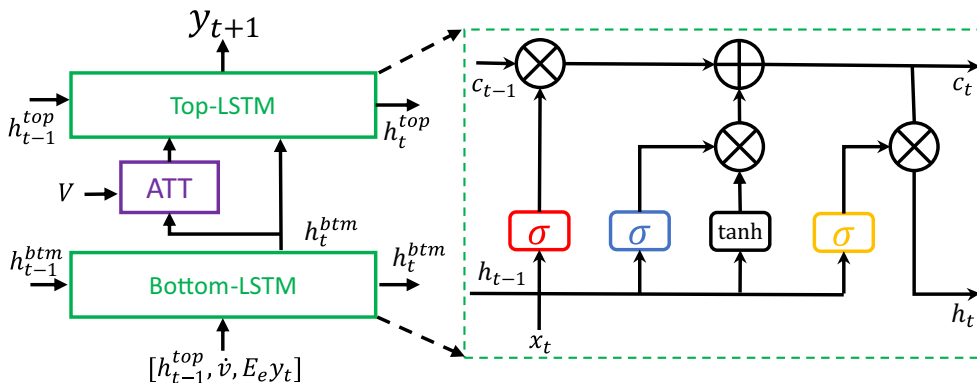 y_{t+1}
Top-LSTM
h_{t-1}^{top}
h_t^{top}
V
ATT
h_t^{btm}
h_{t-1}^{btm}
h_t^{btm}
Bottom-LSTM
[h_{t-1}^{top}, v̇, E_e y_t]
c_{t-1}
c_t
σ
σ
tanh
σ
h_{t-1}
x_t
h_t